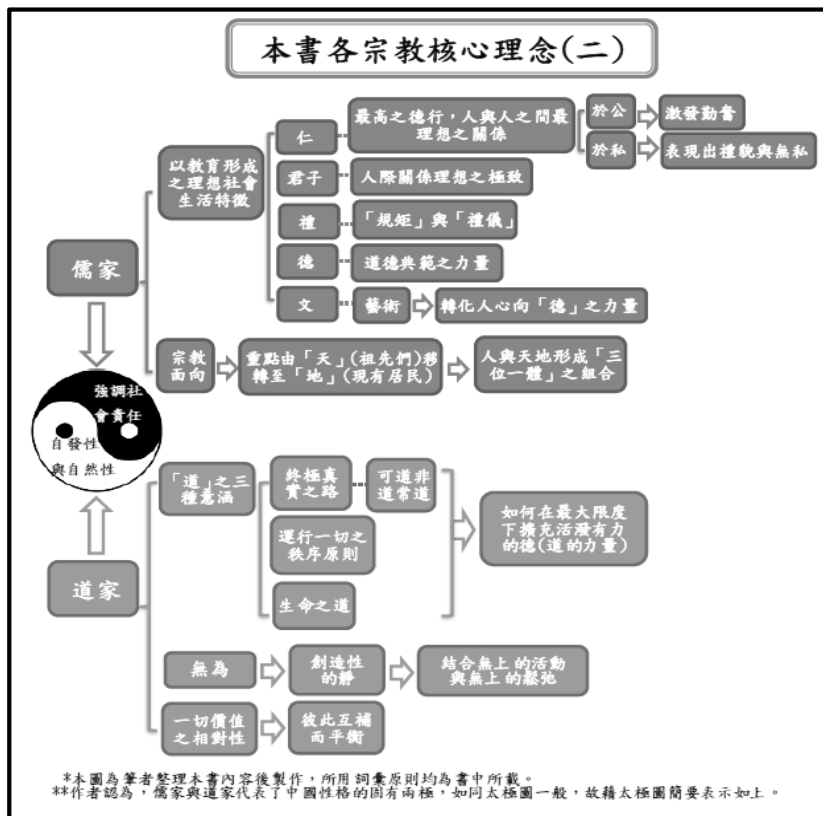 本書各宗教核心理念(二)
儒家
以教育形成
之理想社會
生活特徵
仁
最高之德行，人與人之間最
理想之關係
於公
激發勤奮
於私
表現出禮貌與無私
君子
人際關係理想之極致
禮
「規矩」與「禮儀」
德
道德典範之力量
文
藝術
轉化人心向「德」之力量
宗教
面向
重點由「天」(祖先們)移
轉至「地」(現有居民)
人與天地形成「三
位一體」之組合
強調社
會責任
自發性
與自然性
道家
「道」之三
種意涵
終極真
實之路
可道非
道常道
運行一切之
秩序原則
生命之道
如何在最大限度
下擴充活潑有力
的德(道的力量)
無為
創造性
的靜
結合無上的活動
與無上的鬆弛
一切價值
之相對性
彼此互補
而平衡
*本圖為筆者整理本書內容後製作，所用詞彙原則均為書中所載。
**作者認為，儒家與道家代表了中國性格的固有兩極，如同太極圖一般，故藉太極圖簡要表示如上。